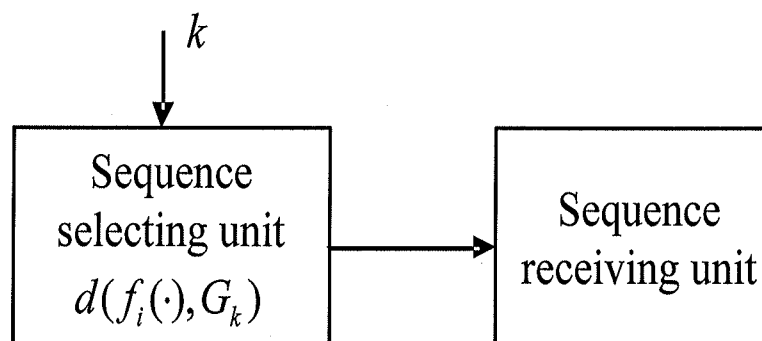 k
Sequence
selecting unit
d(f_i(·), G_k)
Sequence
receiving unit